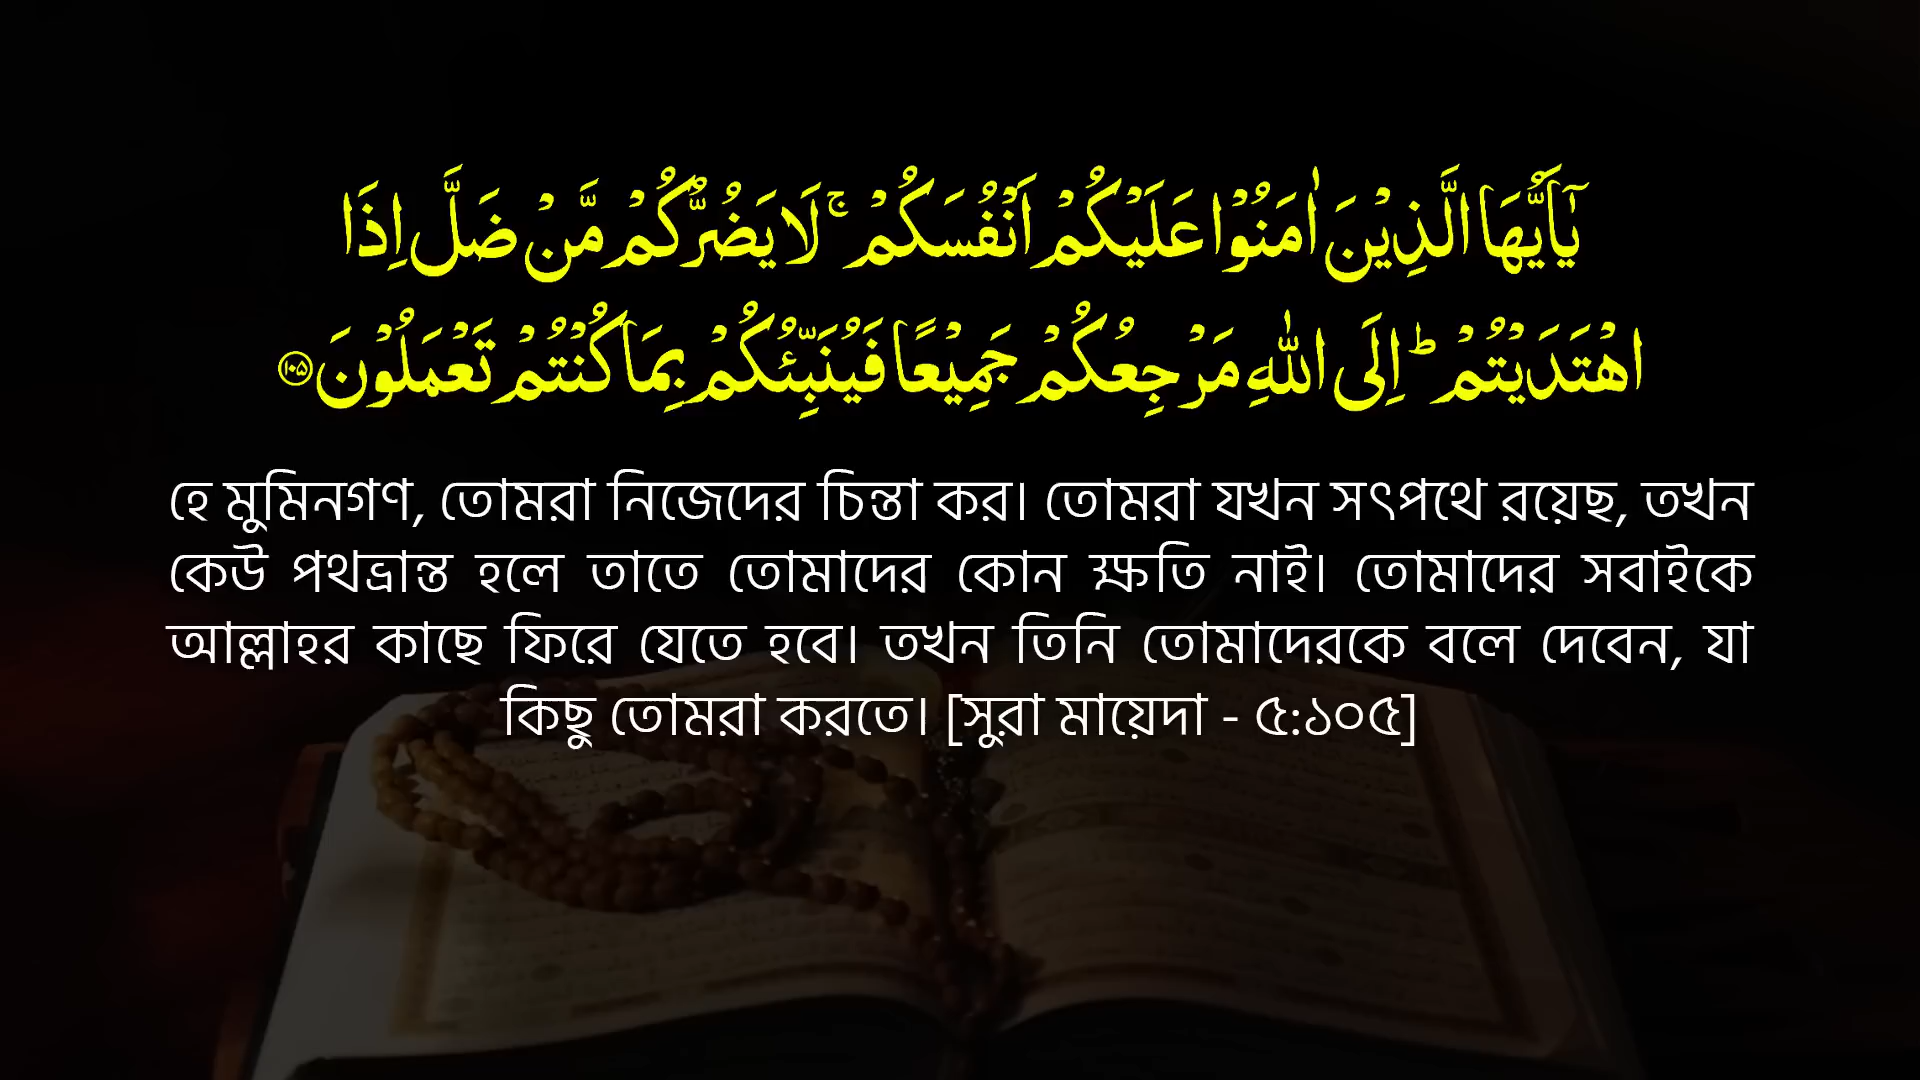 يٰٓاَيُّهَا الَّذِيْنَ اٰمَنُوْا عَلَيْكُمْ اَنْفُسَكُمْ ۚ لَا يَضُرُّكُمْ مَّنْ ضَلَّ اِذَا
اهْتَدَيْتُمْ ؕ اِلَى اللّٰهِ مَرْجِعُكُمْ جَمِيْعًا فَيُنَبِّئُكُمْ بِمَا كُنْتُمْ تَعْمَلُوْنَ ۝۱۰۵
হে মুমিনগণ, তোমরা নিজেদের চিন্তা কর। তোমরা যখন সৎপথে রয়েছ, তখন
কেউ পথভ্রান্ত হলে তাতে তোমাদের কোন ক্ষতি নাই। তোমাদের সবাইকে
আল্লাহর কাছে ফিরে যেতে হবে। তখন তিনি তোমাদেরকে বলে দেবেন, যা
কিছু তোমরা করতে। [সুরা মায়েদা - ৫:১০৫]